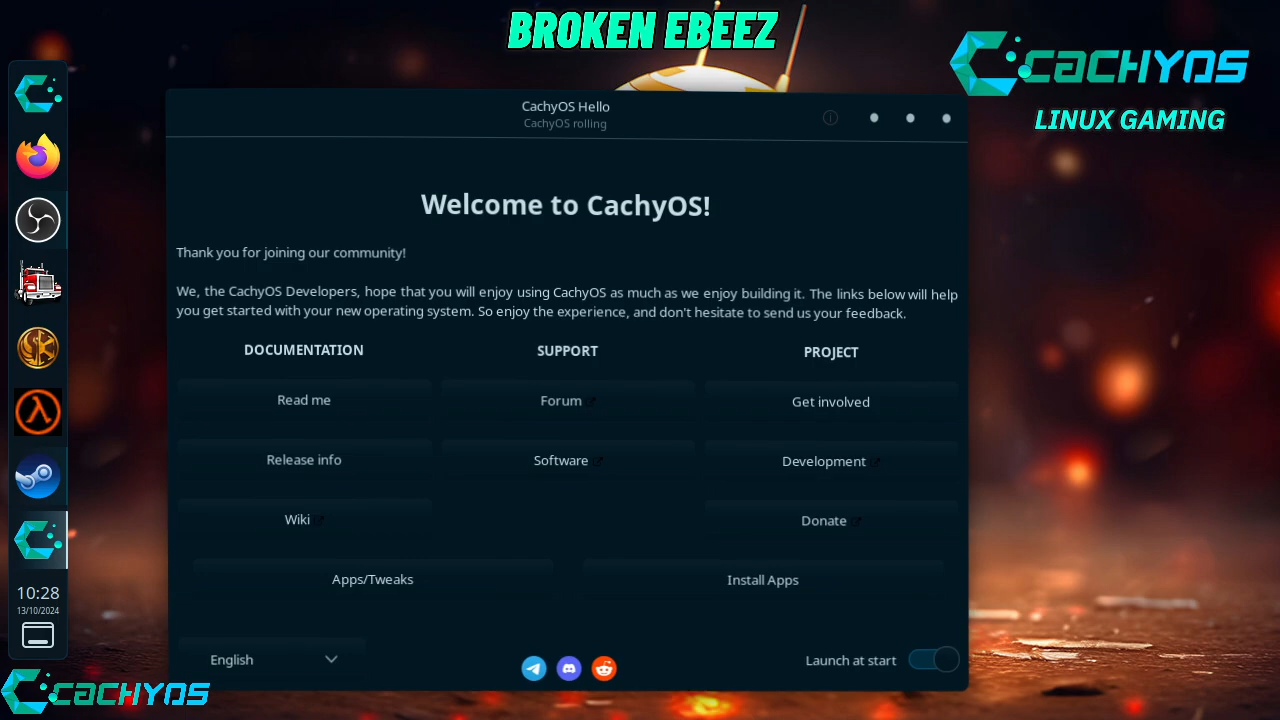 BROKEN EBEEZ
CACHYOS
LINUX GAMING
CachyOS Hello
CachyOS rolling
Welcome to CachyOS!
Thank you for joining our community!
We, the CachyOS Developers, hope that you will enjoy using CachyOS as much as we enjoy building it. The links below will help
you get started with your new operating system. So enjoy the experience, and don't hesitate to send us your feedback.
DOCUMENTATION
SUPPORT
PROJECT
Read me
Forum
Get involved
Release info
Software
Development
Wiki
Donate
Apps/Tweaks
Install Apps
English
Launch at start
10:28
13/10/2024
CACHYOS